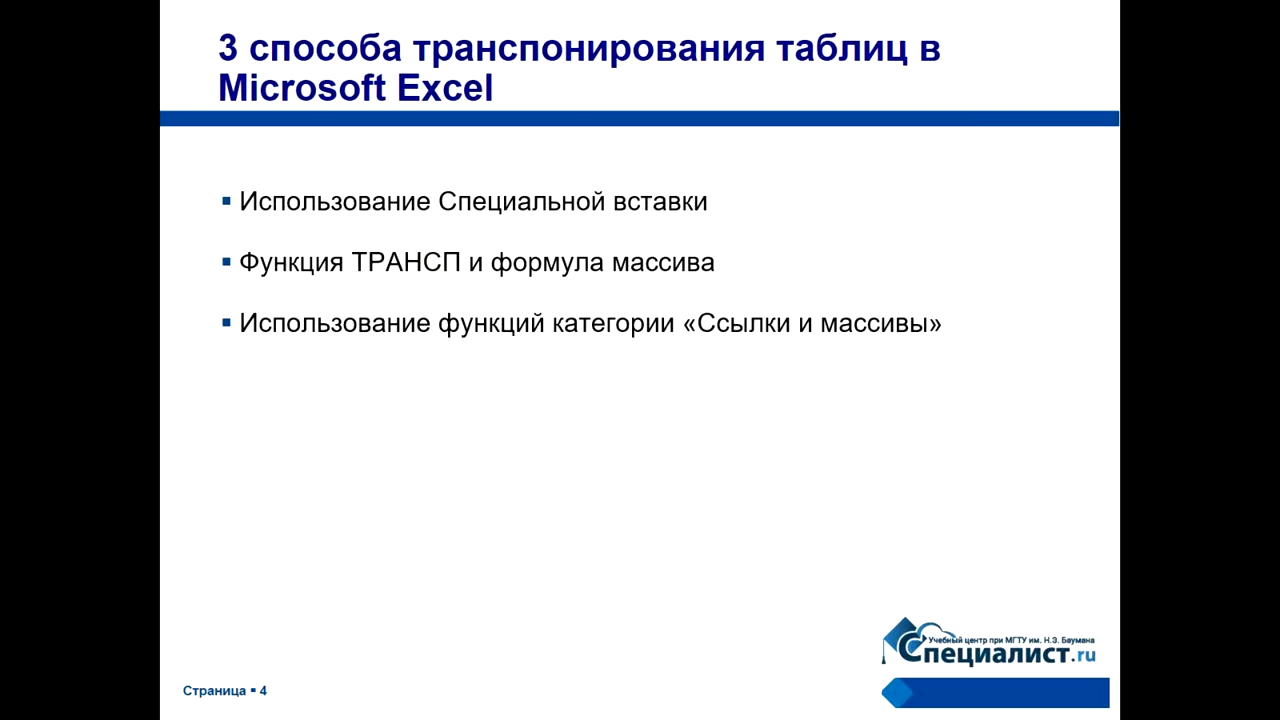 3 способа транспонирования таблиц в
Microsoft Excel
▪ Использование Специальной вставки
▪ Функция ТРАНСП и формула массива
▪ Использование функций категории «Ссылки и массивы»
Учебный центр при МГТУ им. Н.Э. Баумана
Специалист.ru
Страница ▪ 4